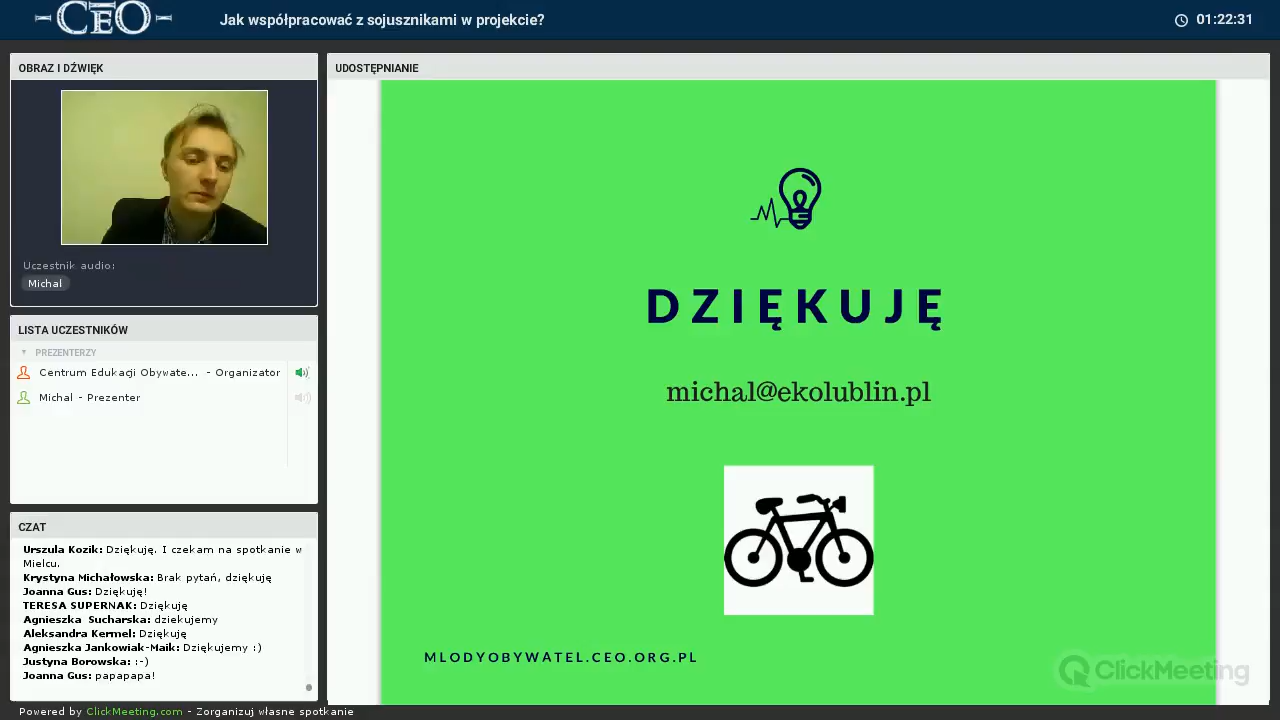 CEO
Jak współpracować z sojusznikami w projekcie?
01:22:31
OBRAZ I DŹWIĘK
Uczestnik audio:
Michal
LISTA UCZESTNIKÓW
PREZENTERZY
Centrum Edukacji Obywate... - Organizator
Michal - Prezenter
CZAT
Urszula Kozik: Dziękuję. I czekam na spotkanie w
Mielcu.
Krystyna Michałowska: Brak pytań, dziękuję
Joanna Gus: Dziękuję!
TERESA SUPERNAK: Dziękuję
Agnieszka Sucharska: dziekujemy
Aleksandra Kermel: Dziękuję
Agnieszka Jankowiak-Maik: Dziękujemy :)
Justyna Borowska: :-)
Joanna Gus: papapapa!
Powered by ClickMeeting.com - Zorganizuj własne spotkanie
UDOSTĘPNIANIE
DZIĘKUJĘ
michal@ekolublin.pl
MLODYOBYWATEL.CEO.ORG.PL
ClickMeeting